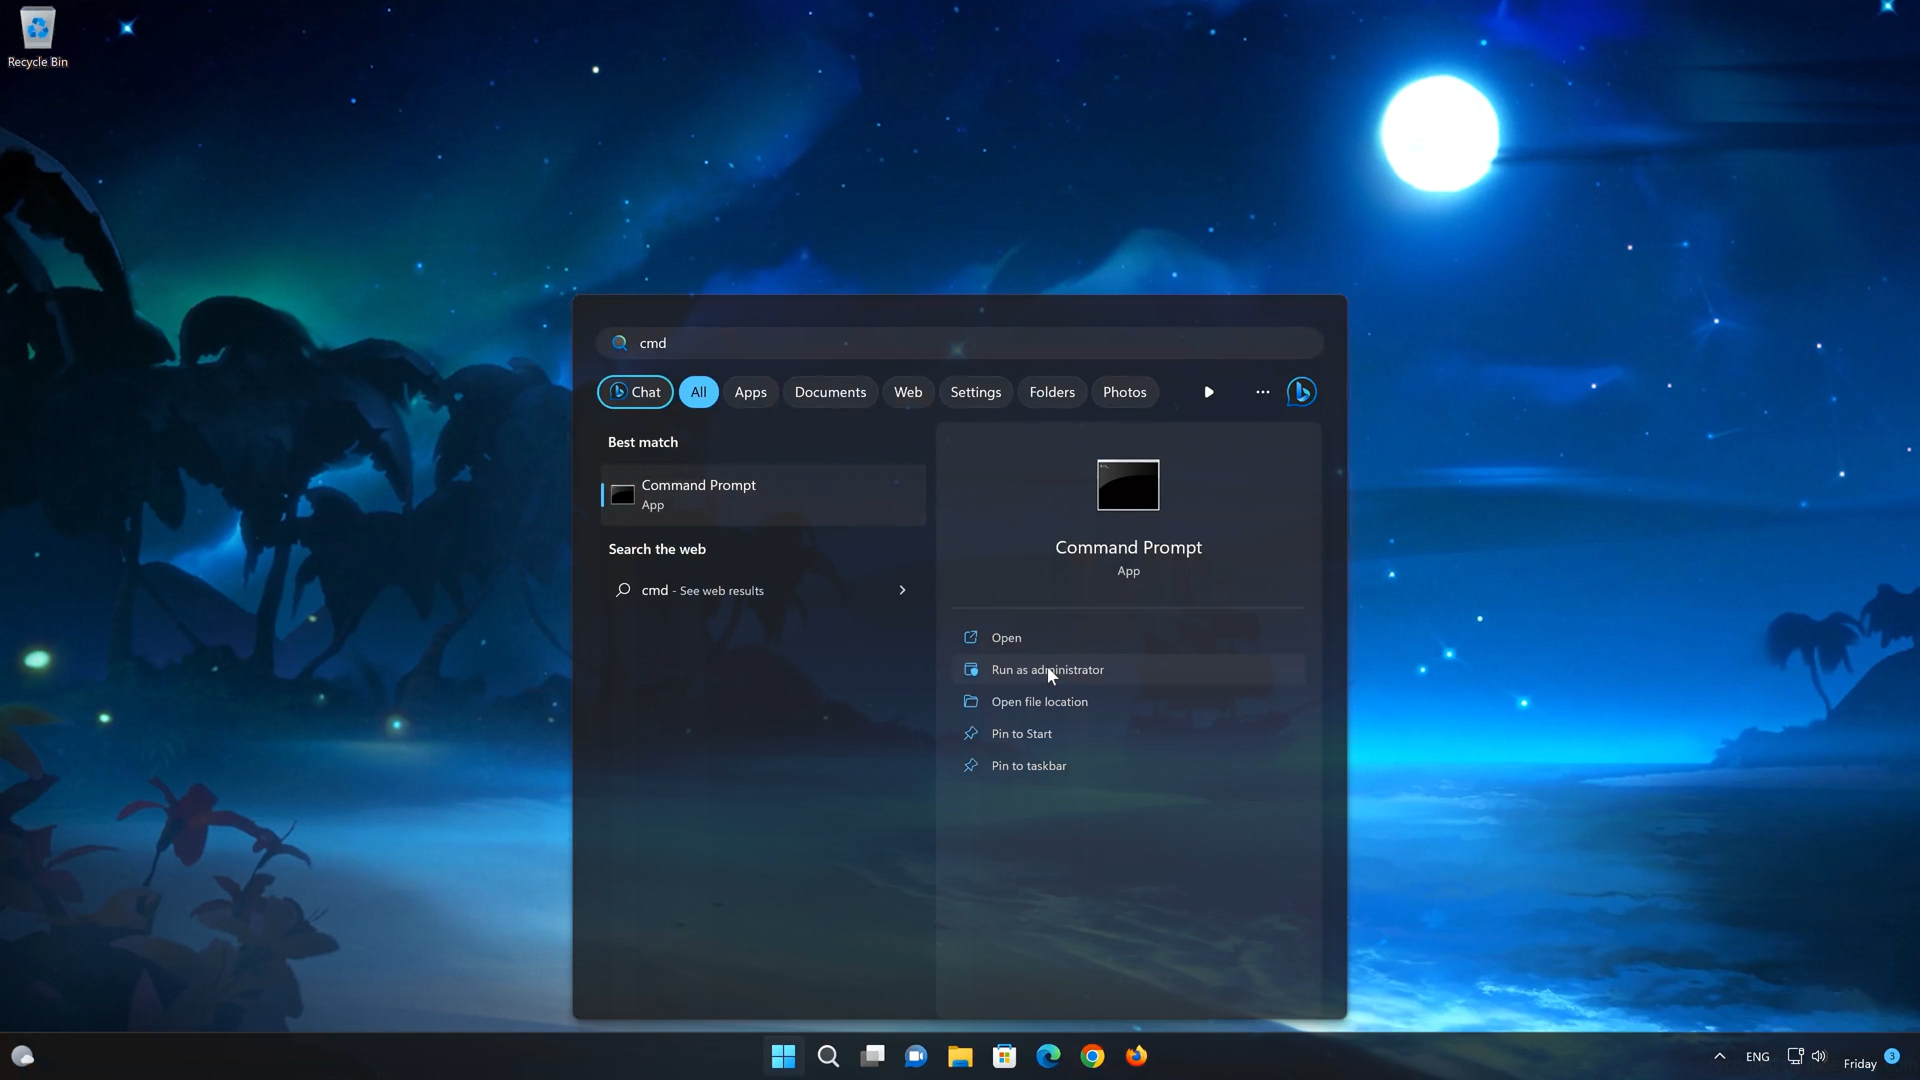 Recycle Bin
cmd
Chat All Apps Documents Web Settings Folders Photos
Best match
Command Prompt
App
Search the web
cmd - See web results
Command Prompt
App
Open
Run as administrator
Open file location
Pin to Start
Pin to taskbar
ENG
Friday
3